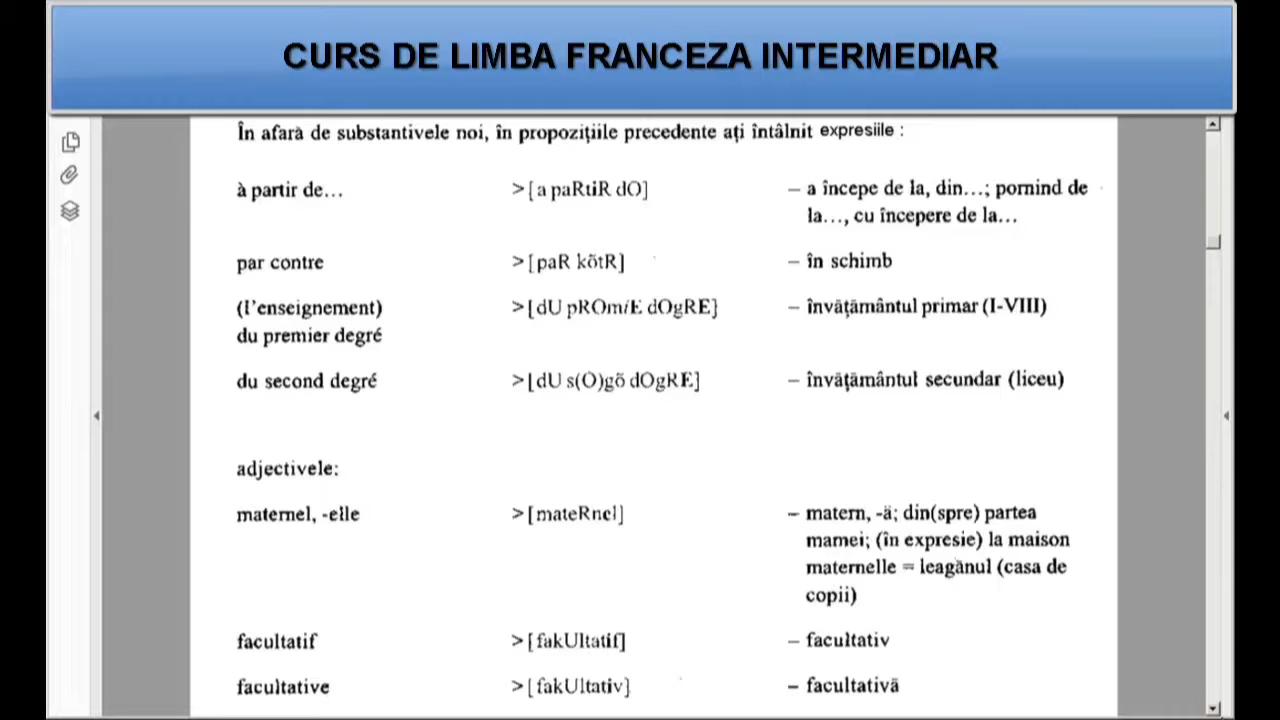 CURS DE LIMBA FRANCEZA INTERMEDIAR
În afară de substantivele noi, în propozițiile precedente ați întâlnit expresiile :
à partir de... >[a paRtiR dO] – a începe de la, din...; pornind de
la..., cu începere de la...
par contre >[paR kõtR] – în schimb
(l'enseignement) >[dU pROmiE dOgRE] – învățământul primar (I-VIII)
du premier degré
du second degré >[dU s(O)gõ dOgRE] – învățământul secundar (liceu)
adjectivele:
maternel, -elle >[mateRnel] – matern, -ă; din(spre) partea
mamei; (în expresie) la maison
maternelle = leagănul (casa de
copii)
facultatif >[fakUltatif] – facultativ
facultative >[fakUltativ] – facultativă